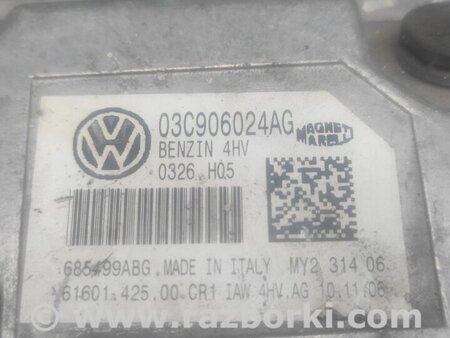 03C906024AG
MAGNETI MARELLI
BENZIN 4HV
0326 H05
685499ABG MADE IN ITALY MY2 314 06
61601.425.00 CR1 IAW 4HV.AG 10.11.06
www.razborki.com